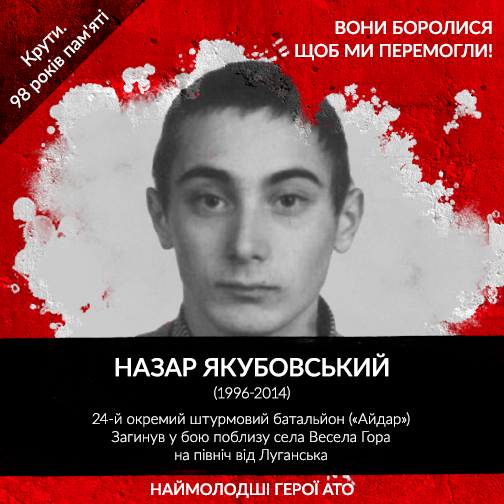 Крути.
98 років пам'яті
ВОНИ БОРОЛИСЯ
ЩОБ МИ ПЕРЕМОГЛИ!
НАЗАР ЯКУБОВСЬКИЙ
(1996-2014)
24-й окремий штурмовий батальйон («Айдар»)
Загинув у бою поблизу села Весела Гора
на північ від Луганська
НАЙМОЛОДШІ ГЕРОЇ АТО